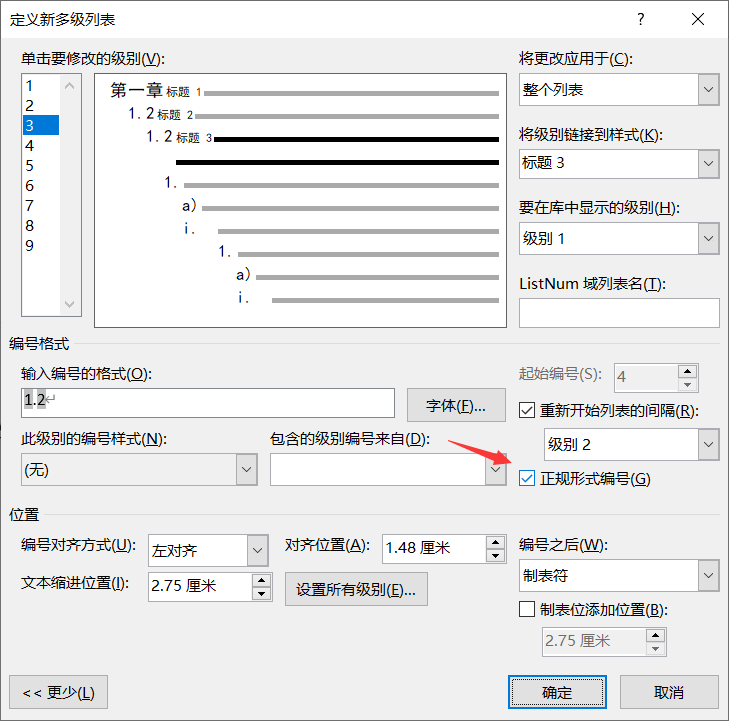 定义新多级列表 ?
单击要修改的级别(V):
1
2
3
4
5
6
7
8
9
第一章 标题 1
1.2 标题 2
1.2 标题 3
1.
a)
i.
1.
a)
i.
将更改应用于(C):
整个列表
将级别链接到样式(K):
标题 3
要在库中显示的级别(H):
级别 1
ListNum 域列表名(T):
编号格式
输入编号的格式(O):
1.2↵
字体(F)...
此级别的编号样式(N):
(无)
包含的级别编号来自(D):
起始编号(S): 4
重新开始列表的间隔(R):
级别 2
正规形式编号(G)
位置
编号对齐方式(U): 左对齐
对齐位置(A): 1.48 厘米
文本缩进位置(I): 2.75 厘米
设置所有级别(E)...
编号之后(W):
制表符
制表位添加位置(B):
2.75 厘米
<< 更少(L)
确定
取消